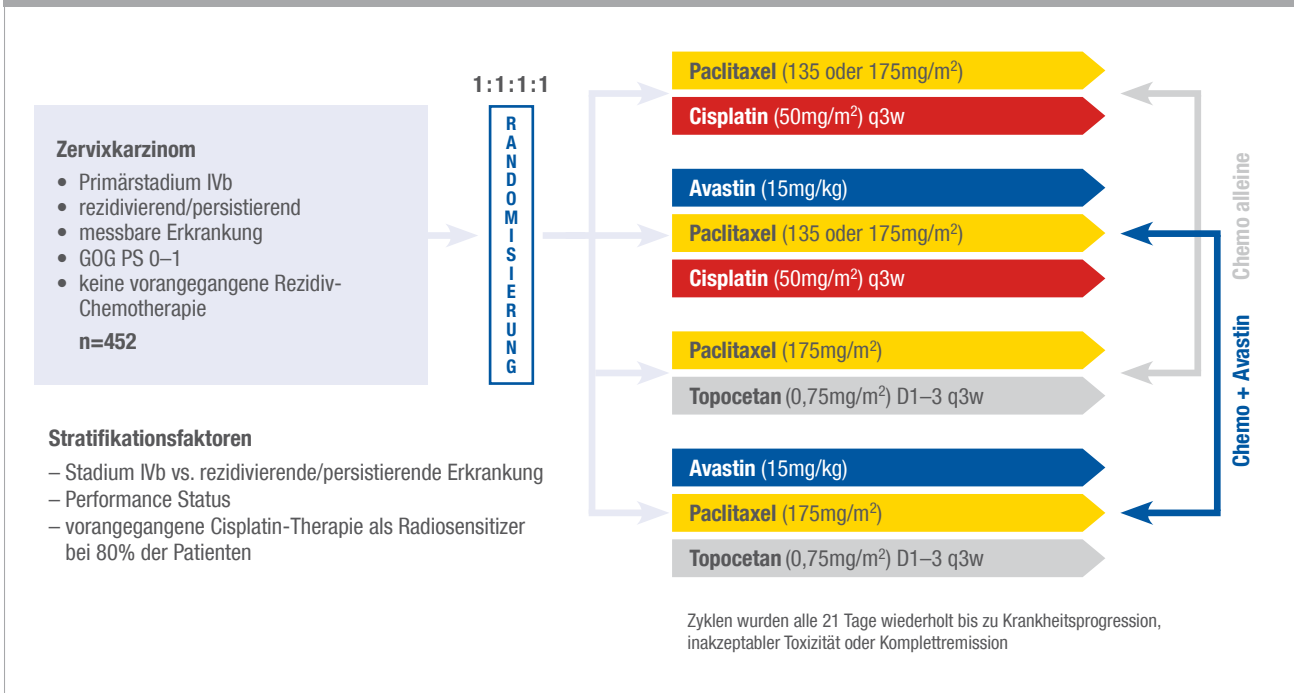 1:1:1:1
Zervixkarzinom
• Primärstadium IVb
• rezidivierend/persistierend
• messbare Erkrankung
• GOG PS 0–1
• keine vorangegangene Rezidiv-
Chemotherapie
n=452
Stratifikationsfaktoren
– Stadium IVb vs. rezidivierende/persistierende Erkrankung
– Performance Status
– vorangegangene Cisplatin-Therapie als Radiosensitizer
bei 80% der Patienten
RANDOMISIERUNG
Paclitaxel (135 oder 175mg/m²)
Cisplatin (50mg/m²) q3w
Avastin (15mg/kg)
Paclitaxel (135 oder 175mg/m²)
Cisplatin (50mg/m²) q3w
Paclitaxel (175mg/m²)
Topocetan (0,75mg/m²) D1–3 q3w
Avastin (15mg/kg)
Paclitaxel (175mg/m²)
Topocetan (0,75mg/m²) D1–3 q3w
Chemo alleine
Chemo + Avastin
Zyklen wurden alle 21 Tage wiederholt bis zu Krankheitsprogression,
inakzeptabler Toxizität oder Komplettremission